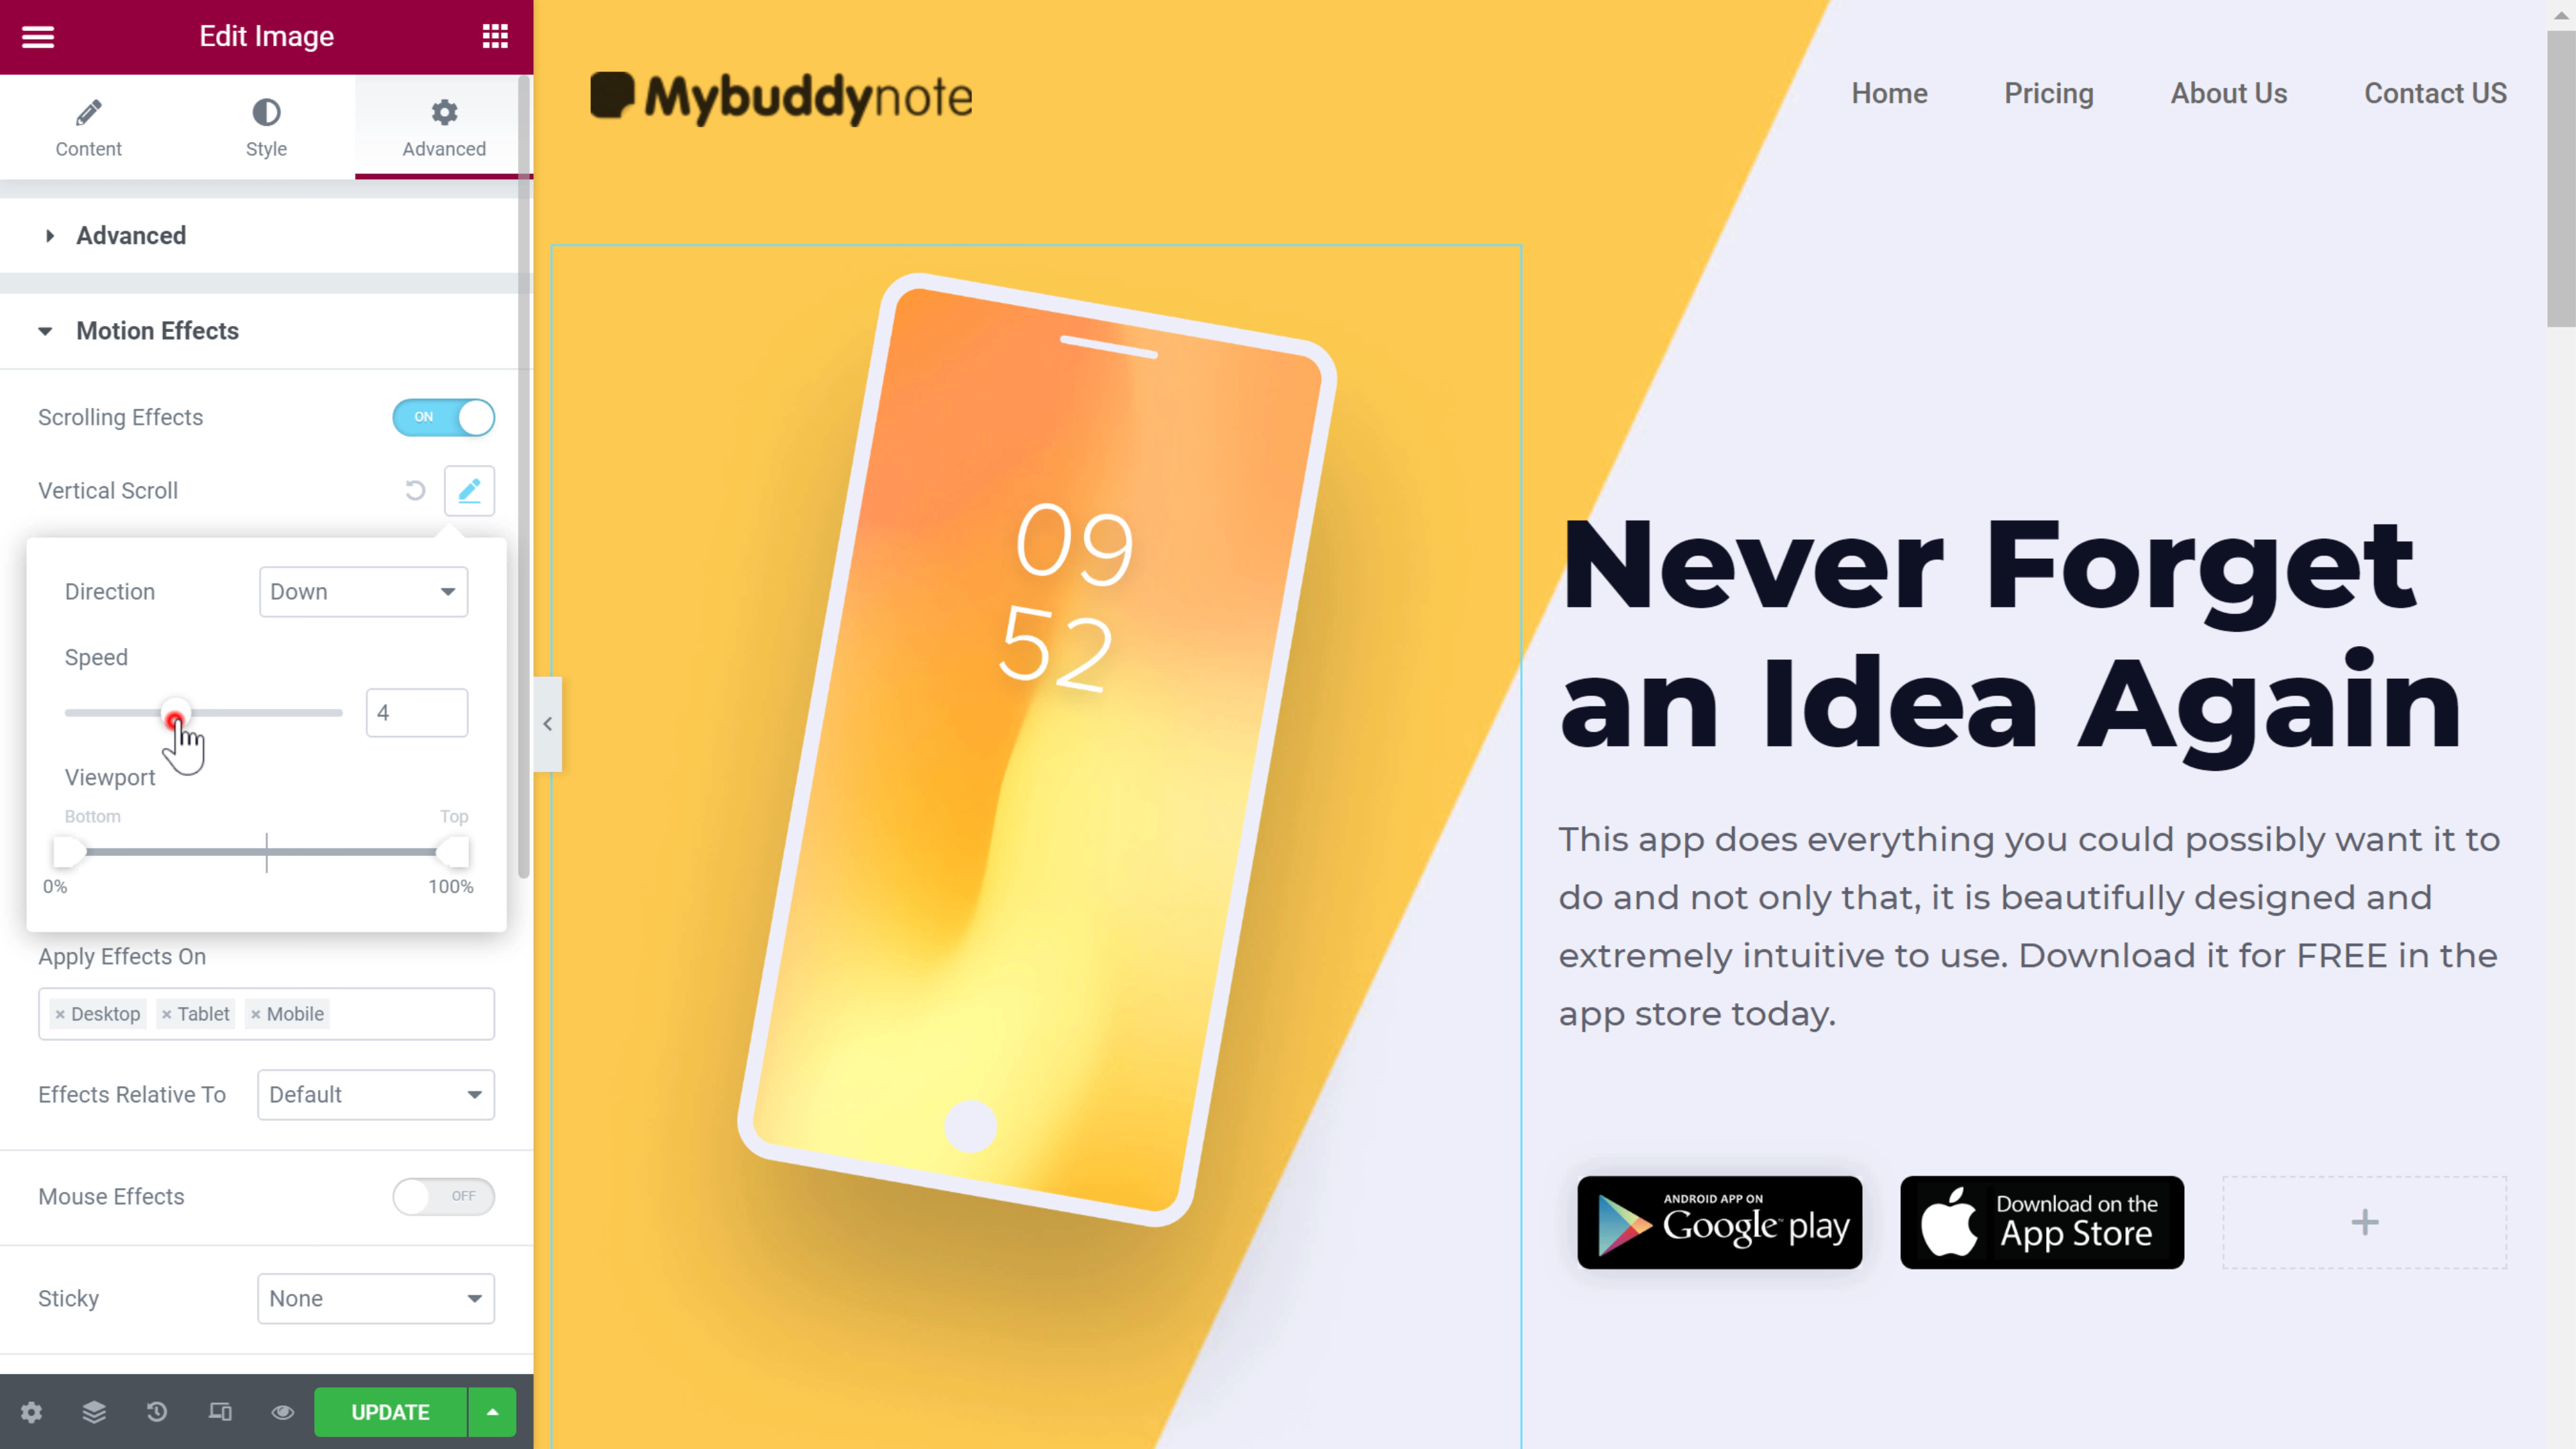 Edit Image
Content
Style
Advanced
Advanced
Motion Effects
Scrolling Effects
ON
Vertical Scroll
Direction
Down
Speed
4
Viewport
Bottom
Top
0%
100%
Apply Effects On
× Desktop × Tablet × Mobile
Effects Relative To
Default
Mouse Effects
OFF
Sticky
None
UPDATE
Mybuddynote
Home
Pricing
About Us
Contact US
09
52
Never Forget
an Idea Again
This app does everything you could possibly want it to
do and not only that, it is beautifully designed and
extremely intuitive to use. Download it for FREE in the
app store today.
ANDROID APP ON
Google play
Download on the
App Store